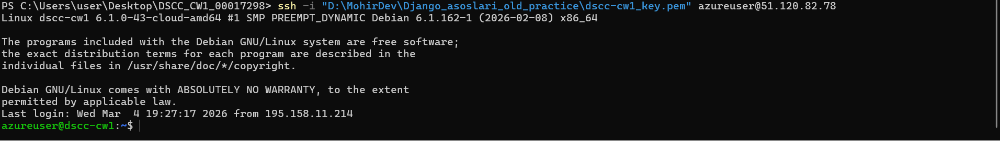 PS C:\Users\user\Desktop\DSCC_CW1_00017298> ssh -i "D:\MohirDev\Django_asoslari_old_practice\dscc-cw1_key.pem" azureuser@51.120.82.78
Linux dscc-cw1 6.1.0-43-cloud-amd64 #1 SMP PREEMPT_DYNAMIC Debian 6.1.162-1 (2026-02-08) x86_64

The programs included with the Debian GNU/Linux system are free software;
the exact distribution terms for each program are described in the
individual files in /usr/share/doc/*/copyright.

Debian GNU/Linux comes with ABSOLUTELY NO WARRANTY, to the extent
permitted by applicable law.
Last login: Wed Mar  4 19:27:17 2026 from 195.158.11.214
azureuser@dscc-cw1:~$